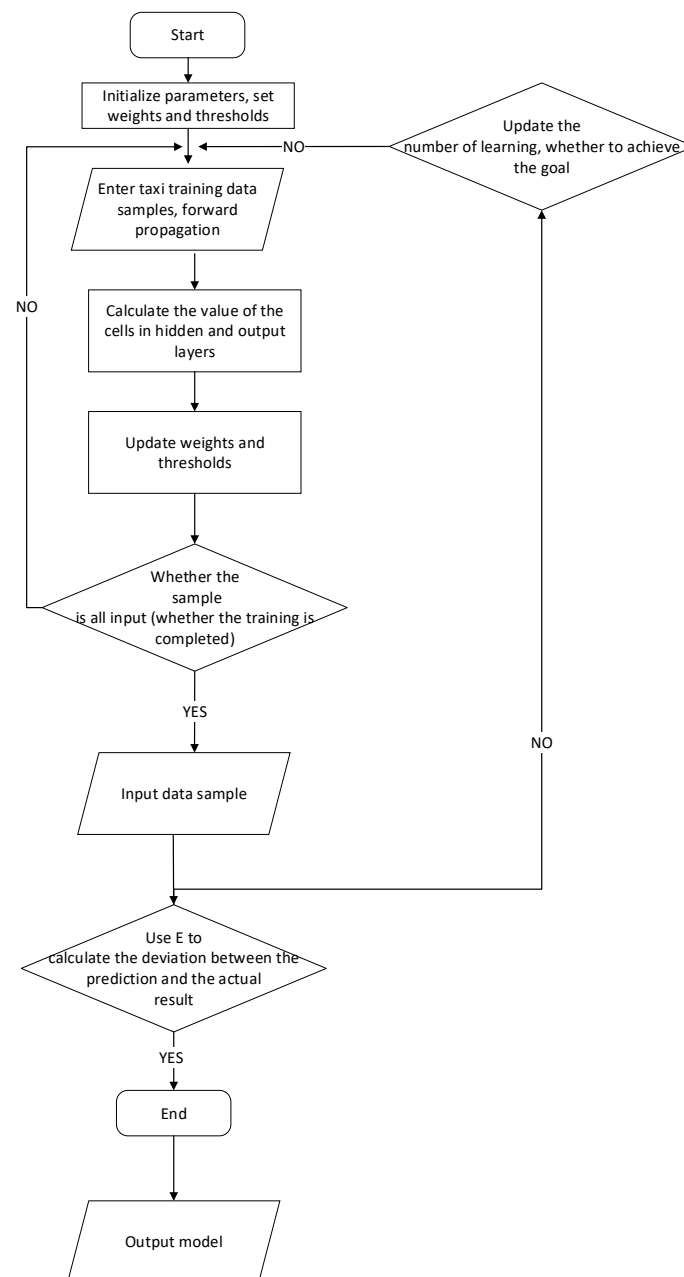 Start
Initialize parameters, set
weights and thresholds
Update the
number of learning, whether to achieve
the goal
NO
Enter taxi training data
samples, forward
propagation
NO
Calculate the value of the
cells in hidden and output
layers
Update weights and
thresholds
Whether the
sample
is all input (whether the training is
completed)
YES
NO
Input data sample
Use E to
calculate the deviation between the
prediction and the actual
result
YES
End
Output model